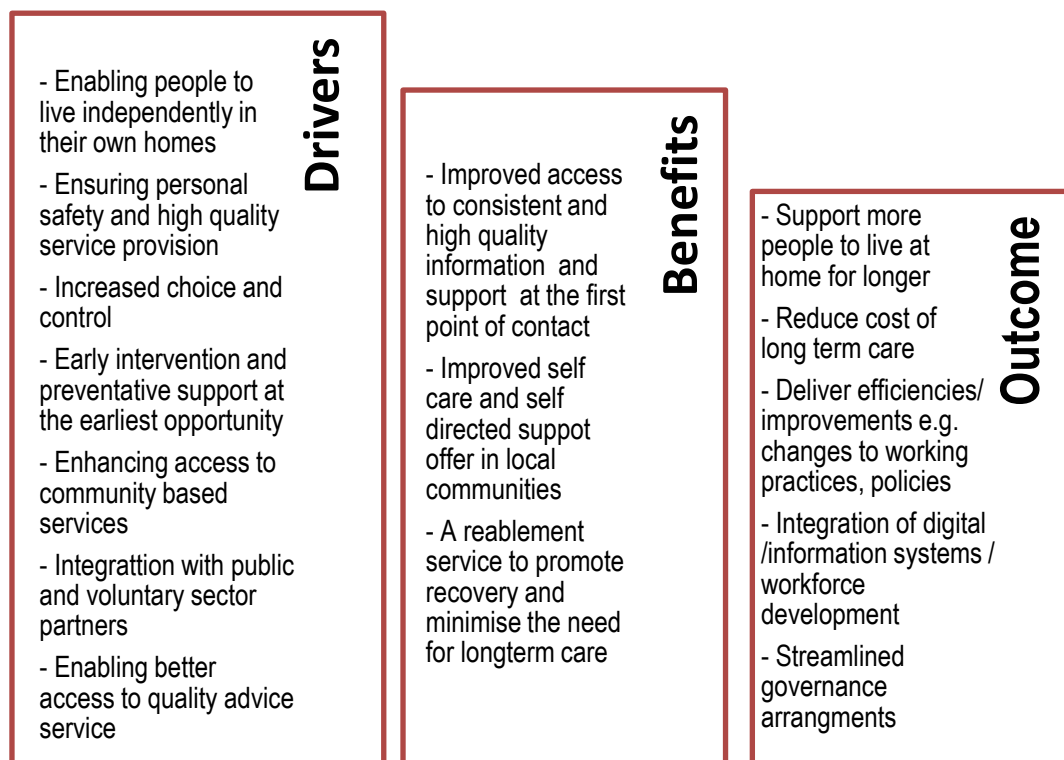 Drivers
- Enabling people to
live independently in
their own homes
- Ensuring personal
safety and high quality
service provision
- Increased choice and
control
- Early intervention and
preventative support at
the earliest opportunity
- Enhancing access to
community based
services
- Integrattion with public
and voluntary sector
partners
- Enabling better
access to quality advice
service
Benefits
- Improved access
to consistent and
high quality
information and
support at the first
point of contact
- Improved self
care and self
directed suppot
offer in local
communities
- A reablement
service to promote
recovery and
minimise the need
for longterm care
Outcome
- Support more
people to live at
home for longer
- Reduce cost of
long term care
- Deliver efficiencies/
improvements e.g.
changes to working
practices, policies
- Integration of digital
/information systems /
workforce
development
- Streamlined
governance
arrangments